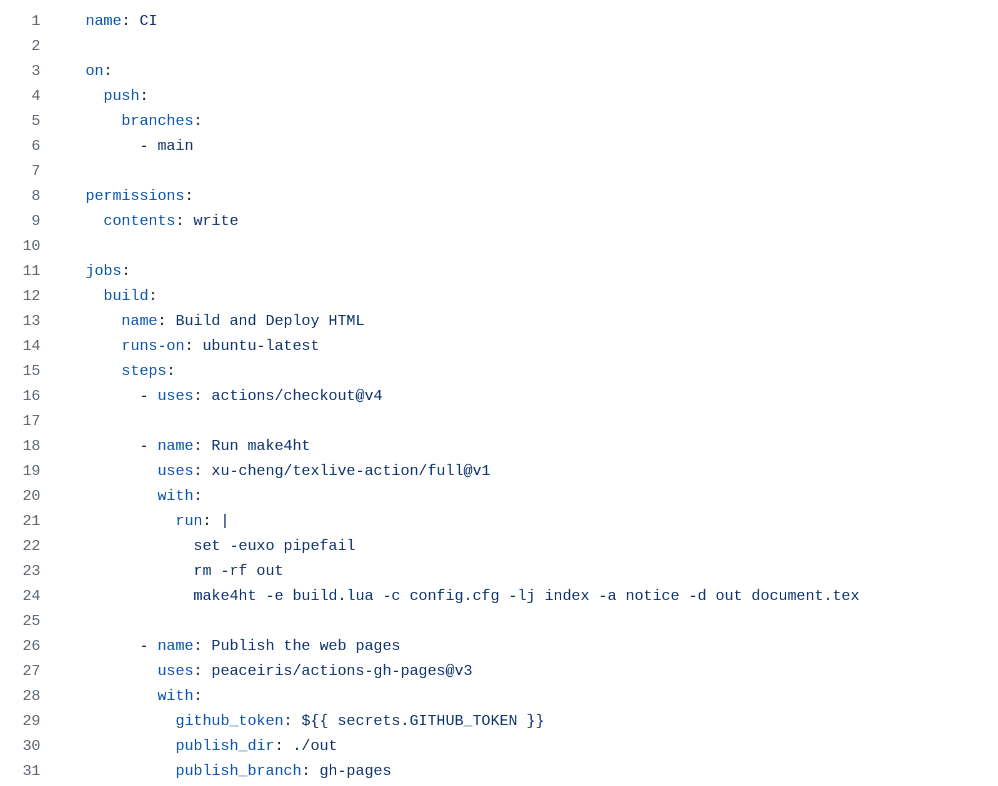 1 name: CI
2
3 on:
4   push:
5     branches:
6       - main
7
8 permissions:
9   contents: write
10
11 jobs:
12   build:
13     name: Build and Deploy HTML
14     runs-on: ubuntu-latest
15     steps:
16       - uses: actions/checkout@v4
17
18       - name: Run make4ht
19         uses: xu-cheng/texlive-action/full@v1
20         with:
21           run: |
22             set -euxo pipefail
23             rm -rf out
24             make4ht -e build.lua -c config.cfg -lj index -a notice -d out document.tex
25
26       - name: Publish the web pages
27         uses: peaceiris/actions-gh-pages@v3
28         with:
29           github_token: ${{ secrets.GITHUB_TOKEN }}
30           publish_dir: ./out
31           publish_branch: gh-pages